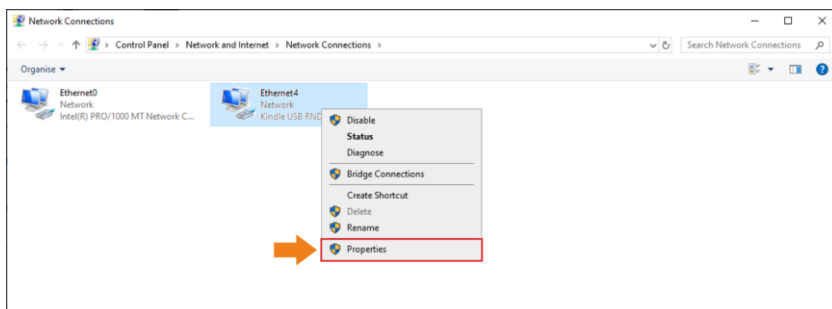 Network Connections
Control Panel > Network and Internet > Network Connections >
Search Network Connections
Organise
Ethernet0
Network
Intel(R) PRO/1000 MT Network C...
Ethernet4
Network
Kindle USB RND
Disable
Status
Diagnose
Bridge Connections
Create Shortcut
Delete
Rename
Properties